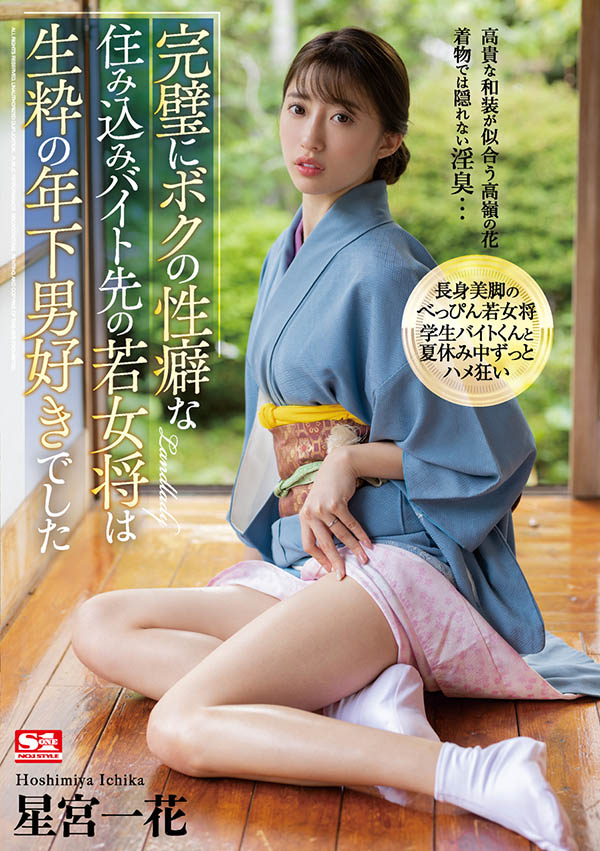 完璧にボクの性癖な
住み込みバイト先の若女将は
生粋の年下男好きでした
Landlady
高貴な和装が似合う高嶺の花
着物では隠れない淫臭…
長身美脚の
べっぴん若女将
学生バイトくんと
夏休み中ずっと
ハメ狂い
S1
ONE
NO.1 STYLE
Hoshimiya Ichika
星宮一花